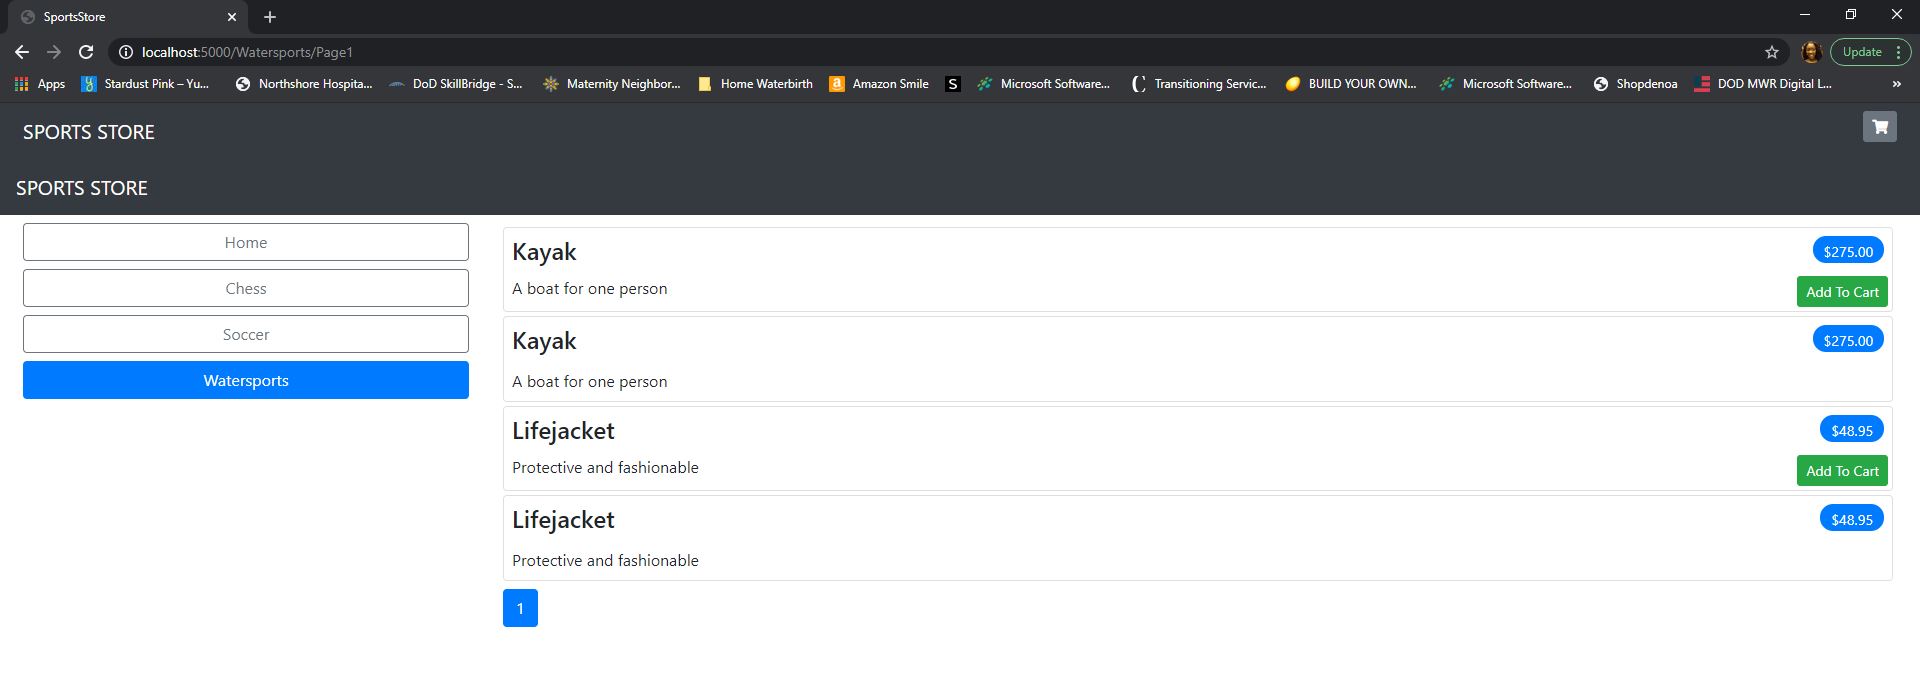 SportsStore
localhost:5000/Watersports/Page1
Update
Apps
Stardust Pink – Yu...
Northshore Hospita...
DoD SkillBridge - S...
Maternity Neighbor...
Home Waterbirth
Amazon Smile
S
Microsoft Software...
Transitioning Servic...
BUILD YOUR OWN...
Microsoft Software...
Shopdenoa
DOD MWR Digital L...
»
SPORTS STORE
SPORTS STORE
Home
Chess
Soccer
Watersports
Kayak
$275.00
A boat for one person
Add To Cart
Kayak
$275.00
A boat for one person
Lifejacket
$48.95
Protective and fashionable
Add To Cart
Lifejacket
$48.95
Protective and fashionable
1